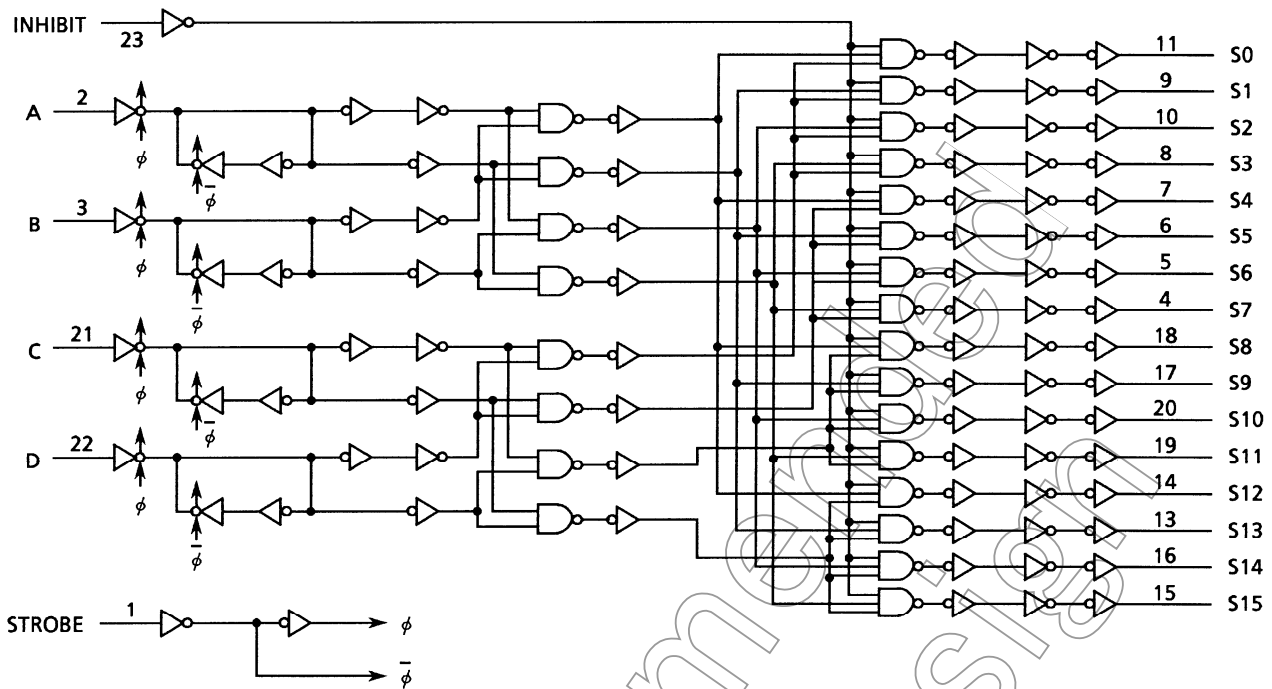 INHIBIT 23
11 S0
9 S1
A 2
10 S2
φ
φ̅
8 S3
7 S4
B 3
6 S5
φ
φ̅
5 S6
4 S7
C 21
18 S8
φ
φ̅
17 S9
20 S10
D 22
19 S11
φ
φ̅
14 S12
13 S13
16 S14
15 S15
STROBE 1
φ
φ̅
mended
sign